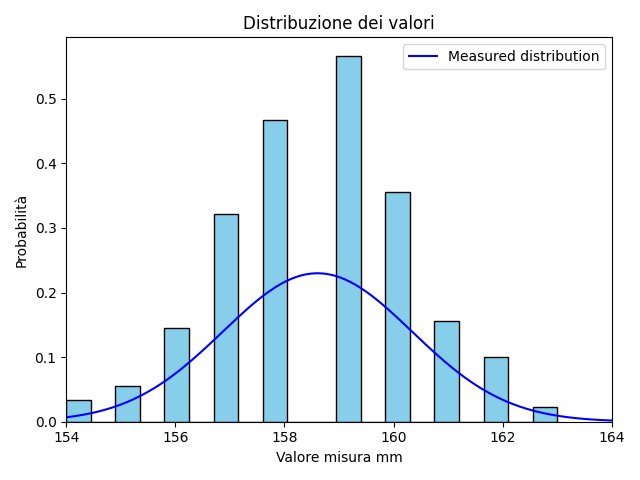 Distribuzione dei valori
Measured distribution
Probabilità
0.5
0.4
0.3
0.2
0.1
0.0
154 156 158 160 162 164
Valore misura mm